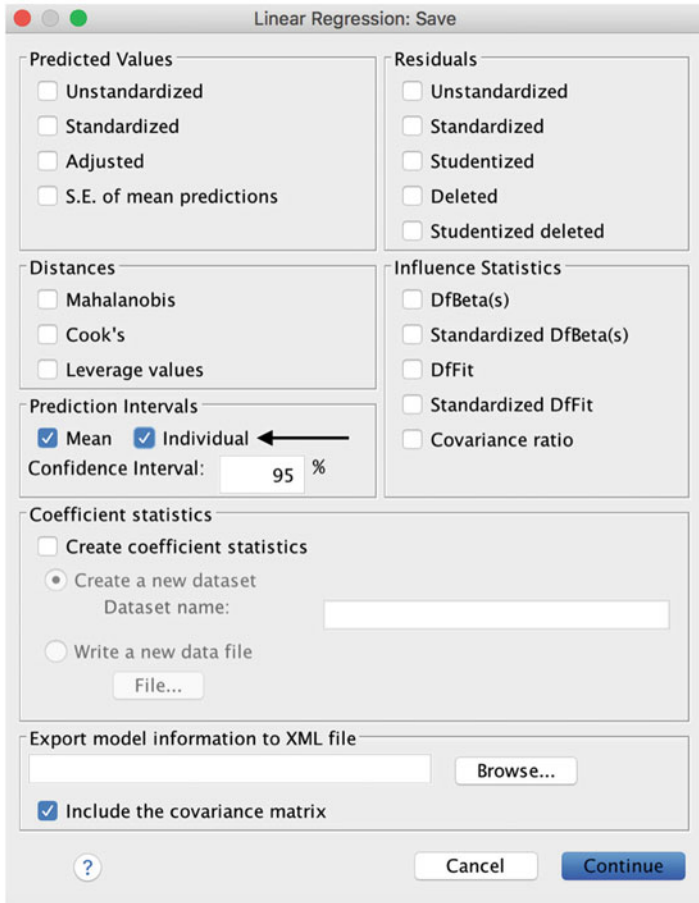 Linear Regression: Save
Predicted Values
Unstandardized
Standardized
Adjusted
S.E. of mean predictions
Residuals
Unstandardized
Standardized
Studentized
Deleted
Studentized deleted
Distances
Mahalanobis
Cook's
Leverage values
Influence Statistics
DfBeta(s)
Standardized DfBeta(s)
DfFit
Standardized DfFit
Covariance ratio
Prediction Intervals
Mean Individual
Confidence Interval: 95 %
Coefficient statistics
Create coefficient statistics
Create a new dataset
Dataset name:
Write a new data file
File...
Export model information to XML file
Browse...
Include the covariance matrix
? Cancel Continue